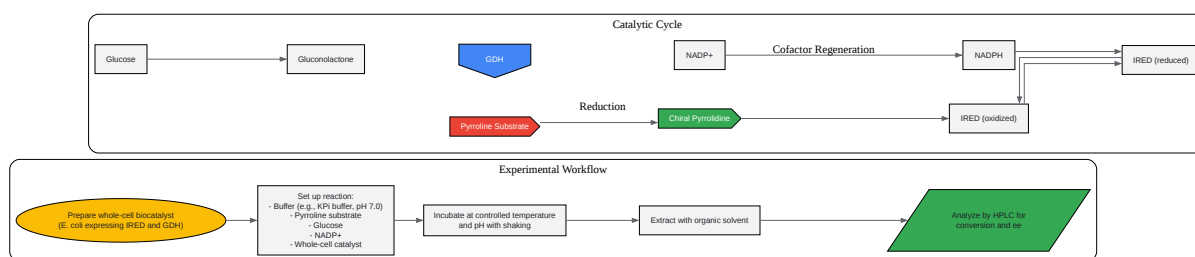 Catalytic Cycle
Glucose
Gluconolactone
GDH
NADP+
Cofactor Regeneration
NADPH
IRED (reduced)
Pyrroline Substrate
Reduction
Chiral Pyrrolidine
IRED (oxidized)
Experimental Workflow
Prepare whole-cell biocatalyst
(E. coli expressing IRED and GDH)
Set up reaction:
- Buffer (e.g., KPi buffer, pH 7.0)
- Pyrroline substrate
- Glucose
- NADP+
- Whole-cell catalyst
Incubate at controlled temperature
and pH with shaking
Extract with organic solvent
Analyze by HPLC for
conversion and ee